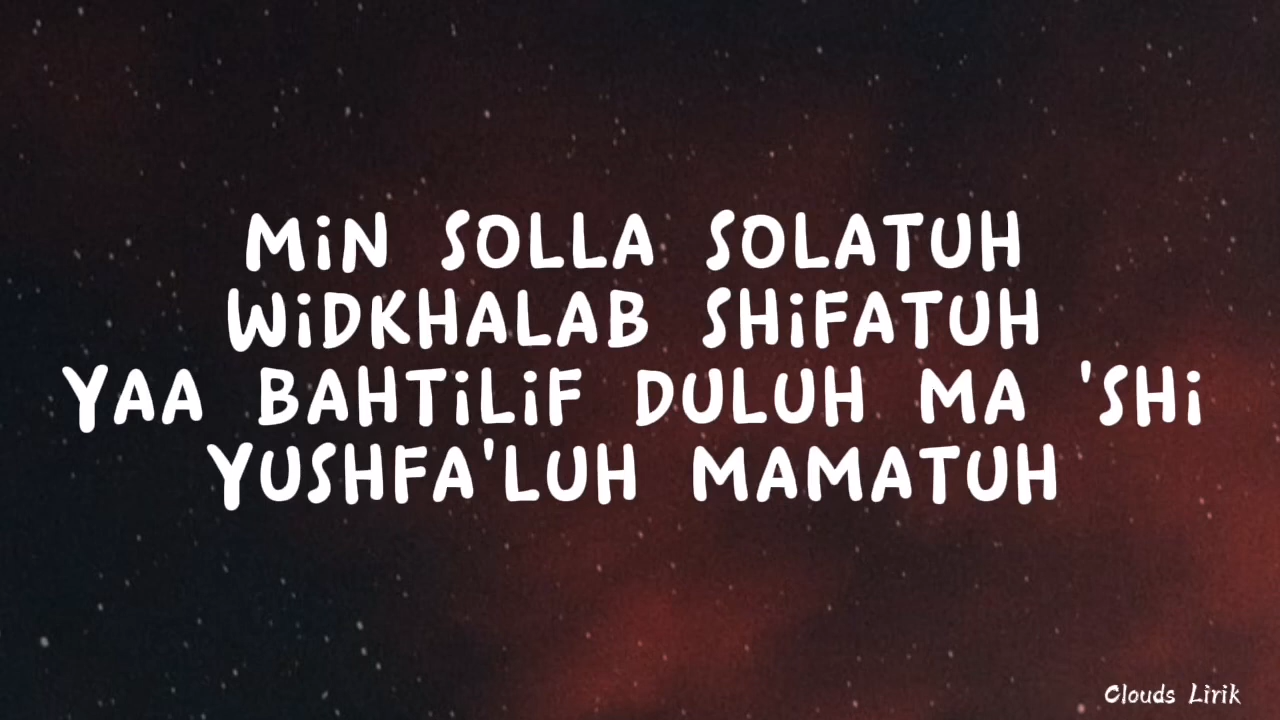 MiN SOLLA SOLATUH
WiDKHALAB SHiFATUH
YAA BAHTiLiF DULUH MA 'SHi
YUSHFA'LUH MAMATUH
Clouds Lirik